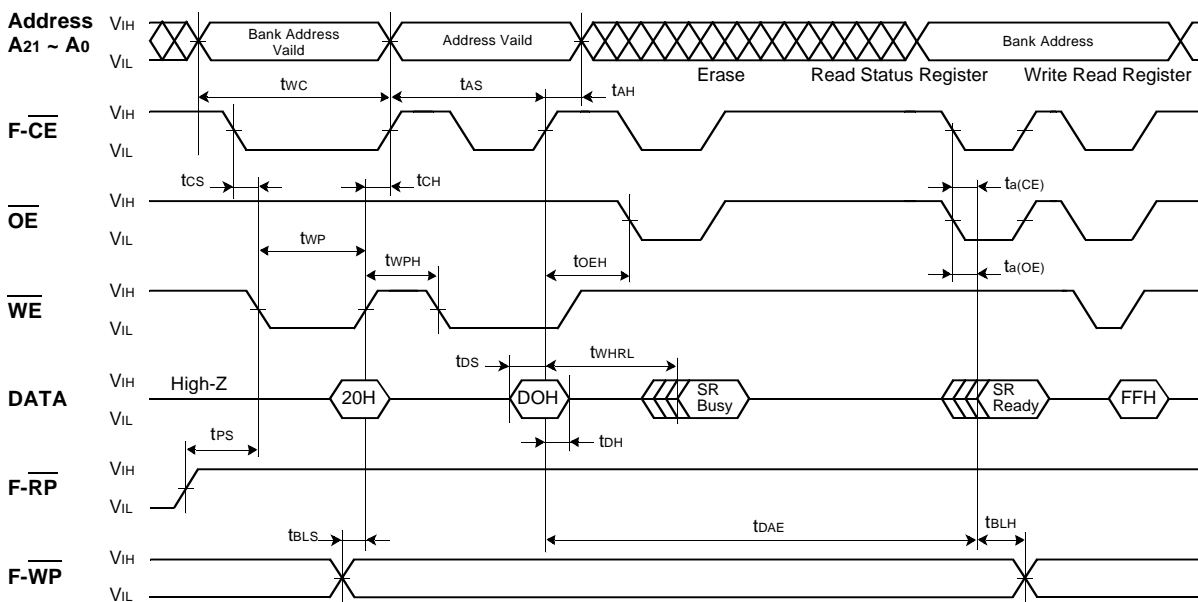 Address
A21 ~ A0
VIH
VIL
Bank Address
Vaild
Address Vaild
Bank Address
Erase
Read Status Register
Write Read Register
tWC
tAS
tAH
F-CE
VIH
VIL
tCS
tCH
ta(CE)
OE
VIH
VIL
tWP
tWPH
tOEH
ta(OE)
WE
VIH
VIL
tDS
tWHRL
DATA
VIH
VIL
High-Z
20H
DOH
SR
Busy
SR
Ready
FFH
tPS
tDH
F-RP
VIH
VIL
tBLS
tDAE
tBLH
F-WP
VIH
VIL